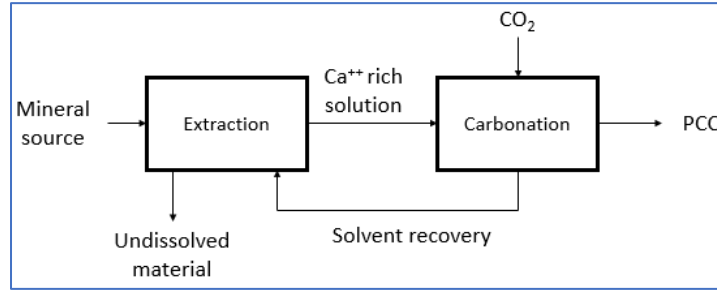 CO₂
Ca⁺⁺ rich
solution
Mineral
source
Extraction
Carbonation
PCC
Undissolved
material
Solvent recovery